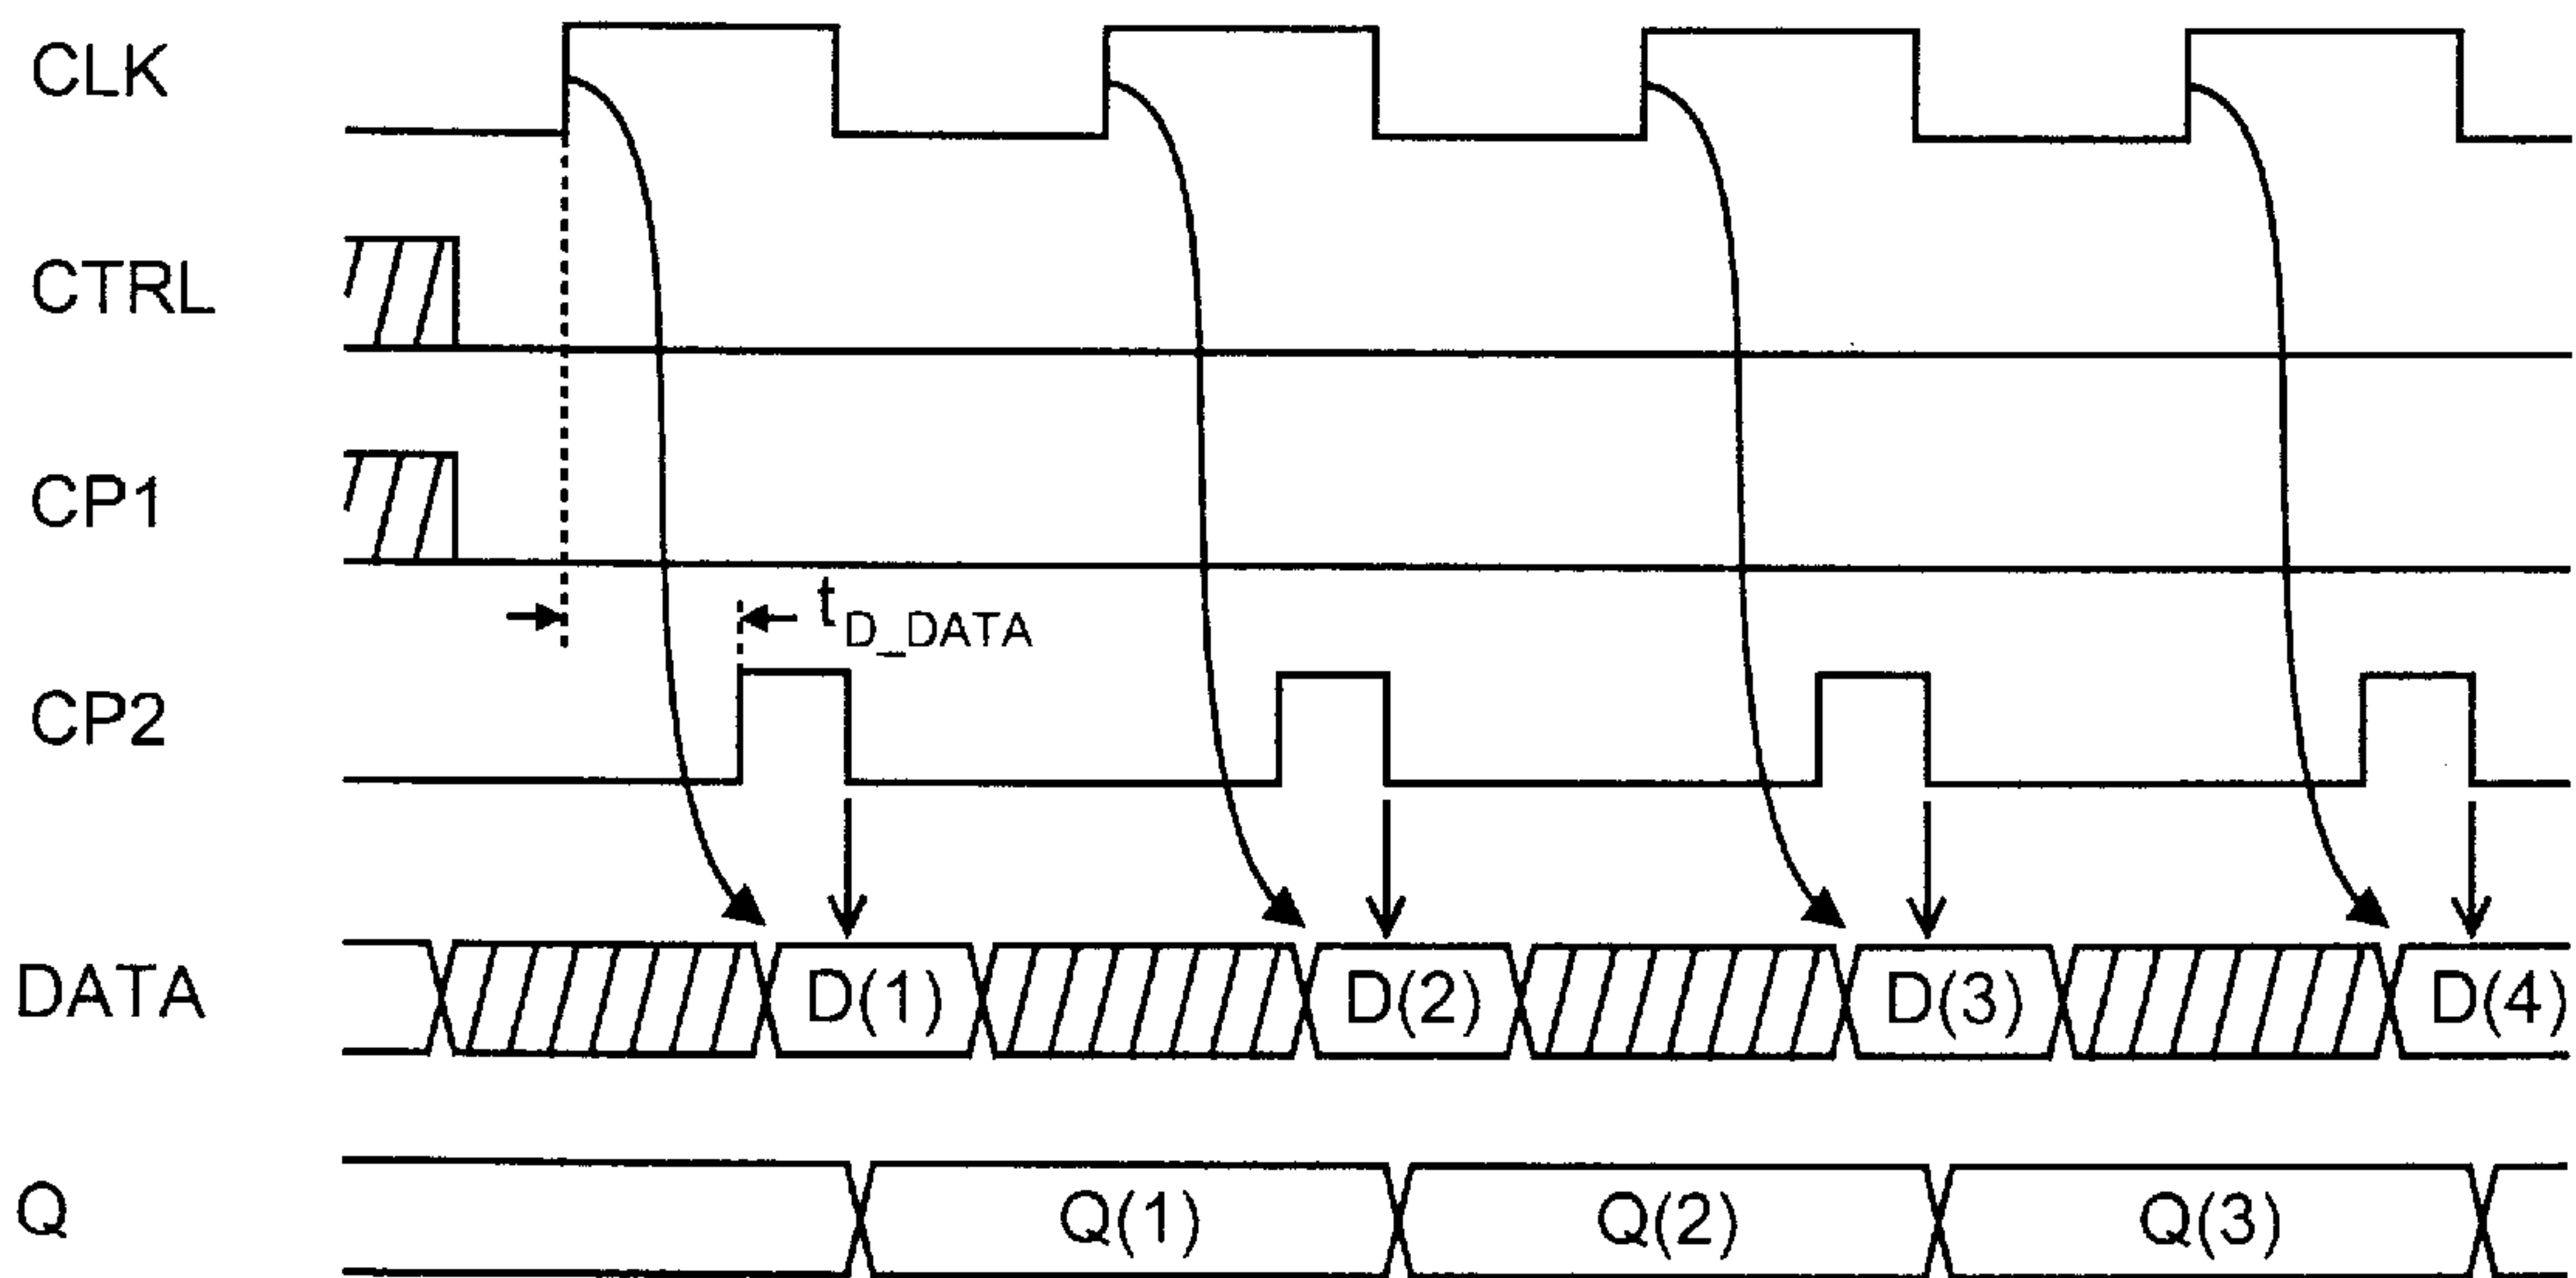 CLK
CTRL
CP1
t D_DATA
CP2
DATA D(1) D(2) D(3) D(4)
Q Q(1) Q(2) Q(3)